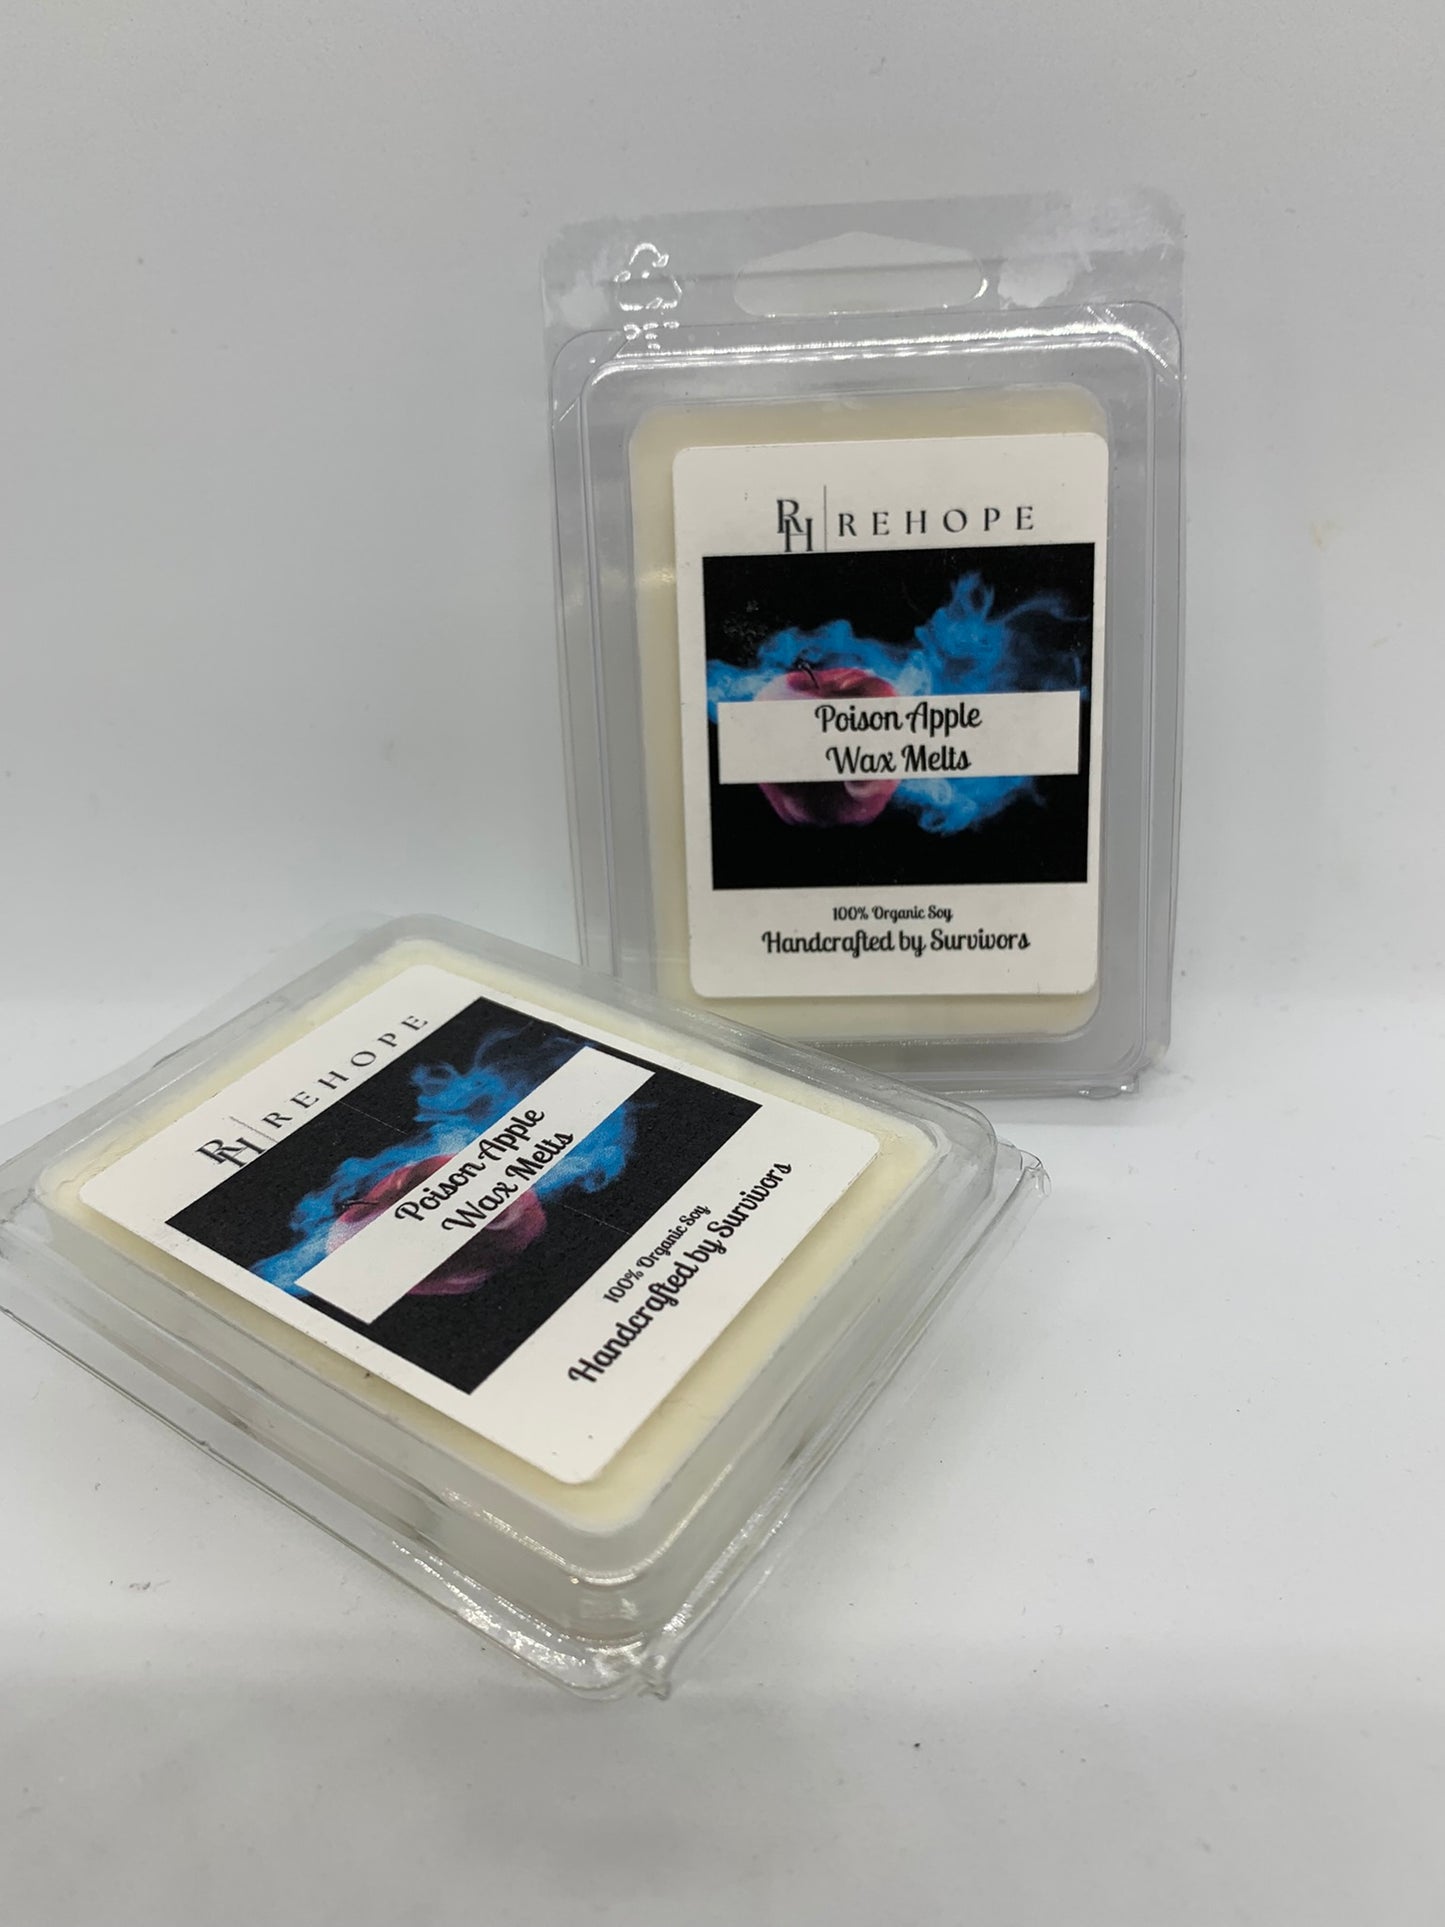 RH REHOPE
Poison Apple
Wax Melts
100% Organic Soy
Handcrafted by Survivors
RH REHOPE
Poison Apple
Wax Melts
100% Organic Soy
Handcrafted by Survivors